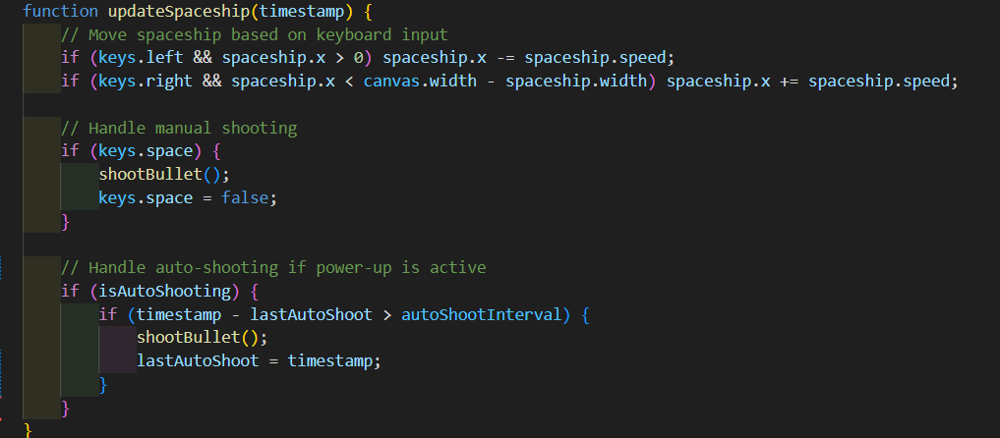 function updateSpaceship(timestamp) {
    // Move spaceship based on keyboard input
    if (keys.left && spaceship.x > 0) spaceship.x -= spaceship.speed;
    if (keys.right && spaceship.x < canvas.width - spaceship.width) spaceship.x += spaceship.speed;

    // Handle manual shooting
    if (keys.space) {
        shootBullet();
        keys.space = false;
    }

    // Handle auto-shooting if power-up is active
    if (isAutoShooting) {
        if (timestamp - lastAutoShoot > autoShootInterval) {
            shootBullet();
            lastAutoShoot = timestamp;
        }
    }
}